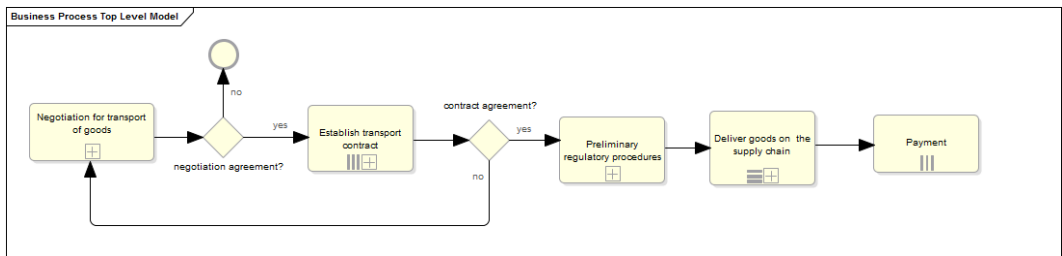 Business Process Top Level Model
Negotiation for transport
of goods
no
negotiation agreement?
yes
Establish transport
contract
contract agreement?
yes
no
Preliminary
regulatory procedures
Deliver goods on the
supply chain
Payment